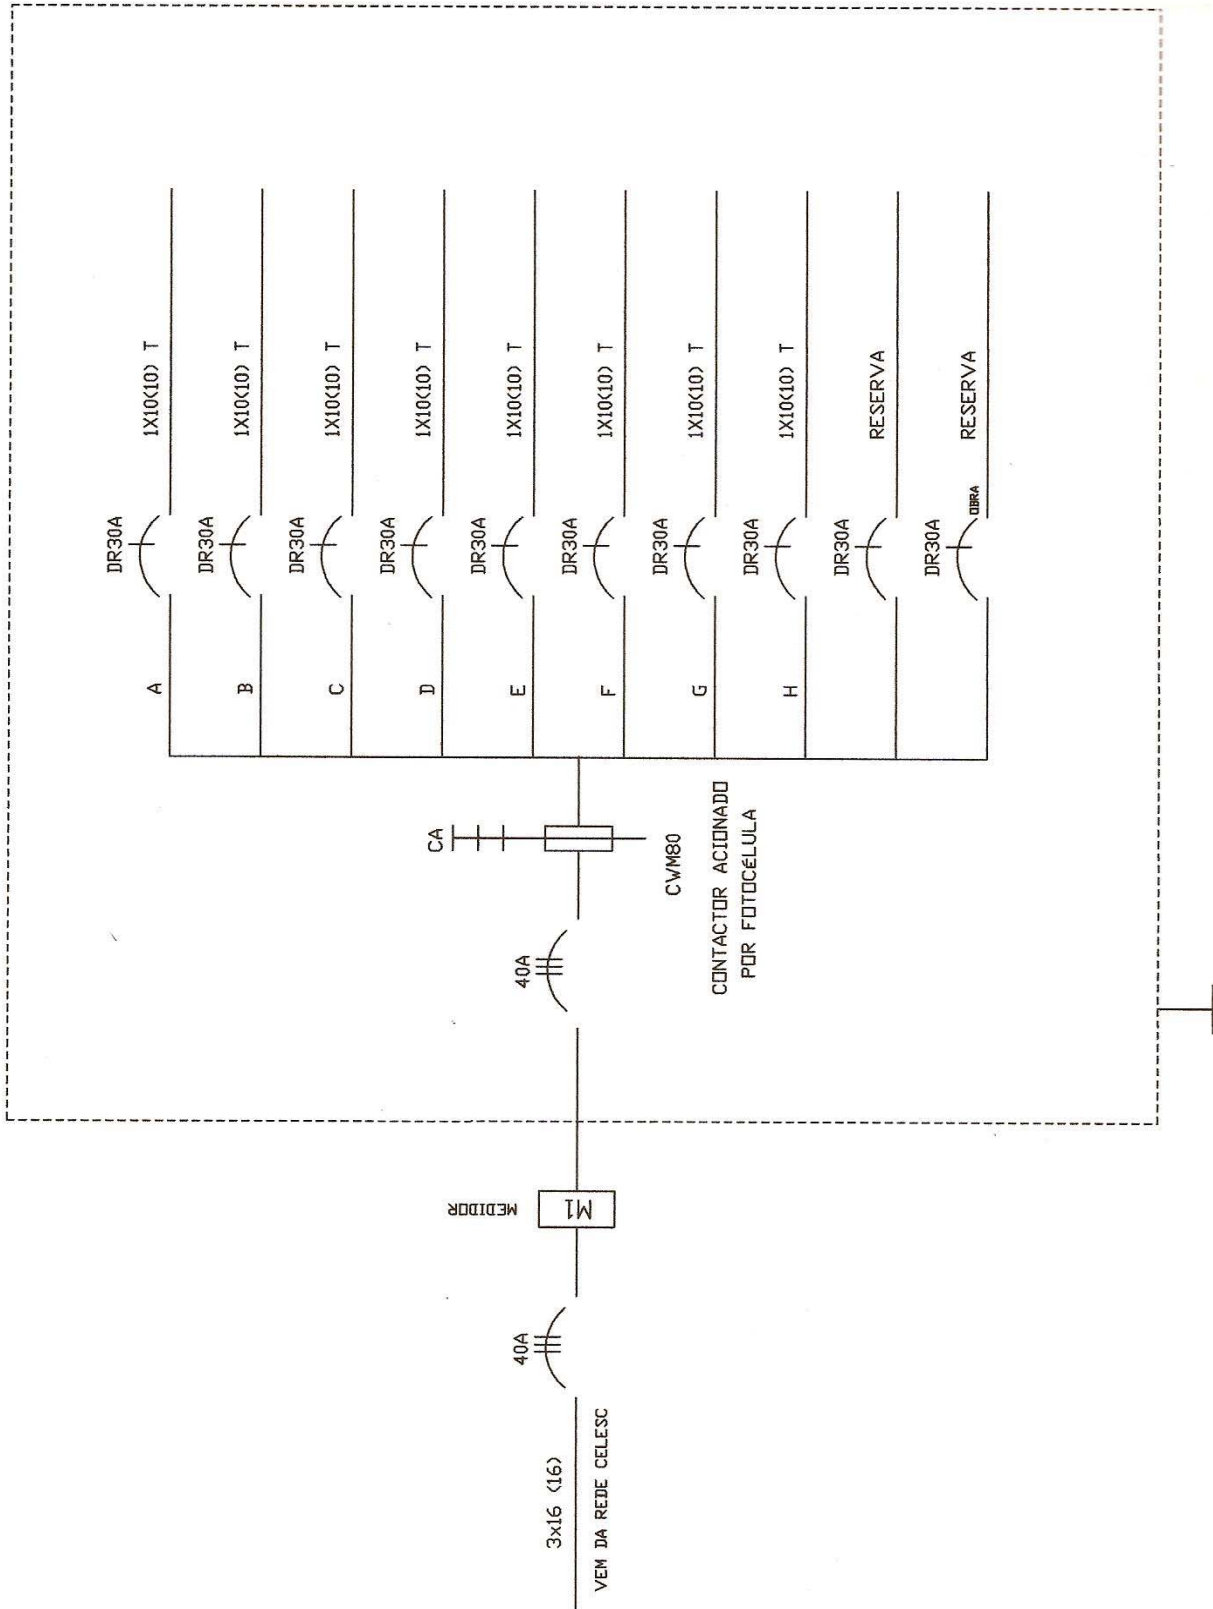 3x16 (16)
VEM DA REDE CELESC
40A
MEDIDOR
M1
40A
CA
CWM80
CONTACTOR ACIONADO
POR FOTOCÉLULA
A
DR30A
1X10(10) T
B
DR30A
1X10(10) T
C
DR30A
1X10(10) T
D
DR30A
1X10(10) T
E
DR30A
1X10(10) T
F
DR30A
1X10(10) T
G
DR30A
1X10(10) T
H
DR30A
1X10(10) T
DR30A
RESERVA
DR30A
OBRA
RESERVA